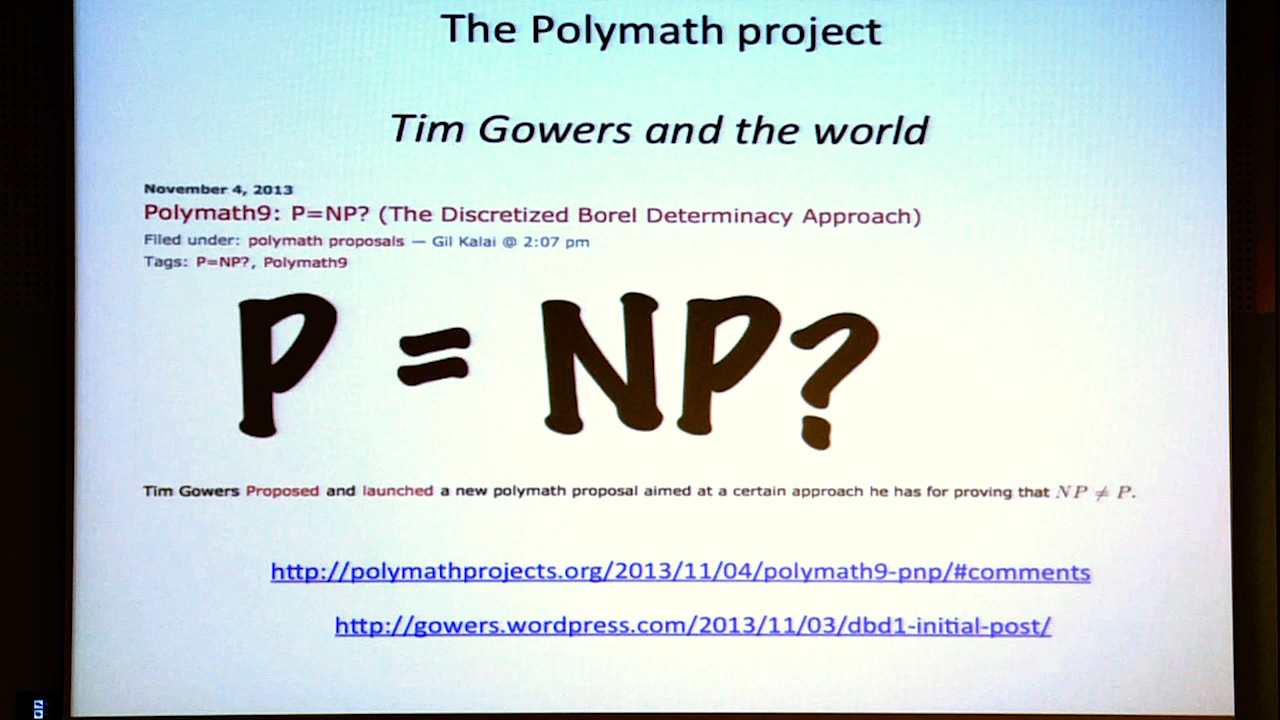 The Polymath project
Tim Gowers and the world
November 4, 2013
Polymath9: P=NP? (The Discretized Borel Determinacy Approach)
Filed under: polymath proposals — Gil Kalai @ 2:07 pm
Tags: P=NP?, Polymath9
P = NP?
Tim Gowers Proposed and launched a new polymath proposal aimed at a certain approach he has for proving that NP ≠ P.
http://polymathprojects.org/2013/11/04/polymath9-pnp/#comments
http://gowers.wordpress.com/2013/11/03/dbd1-initial-post/